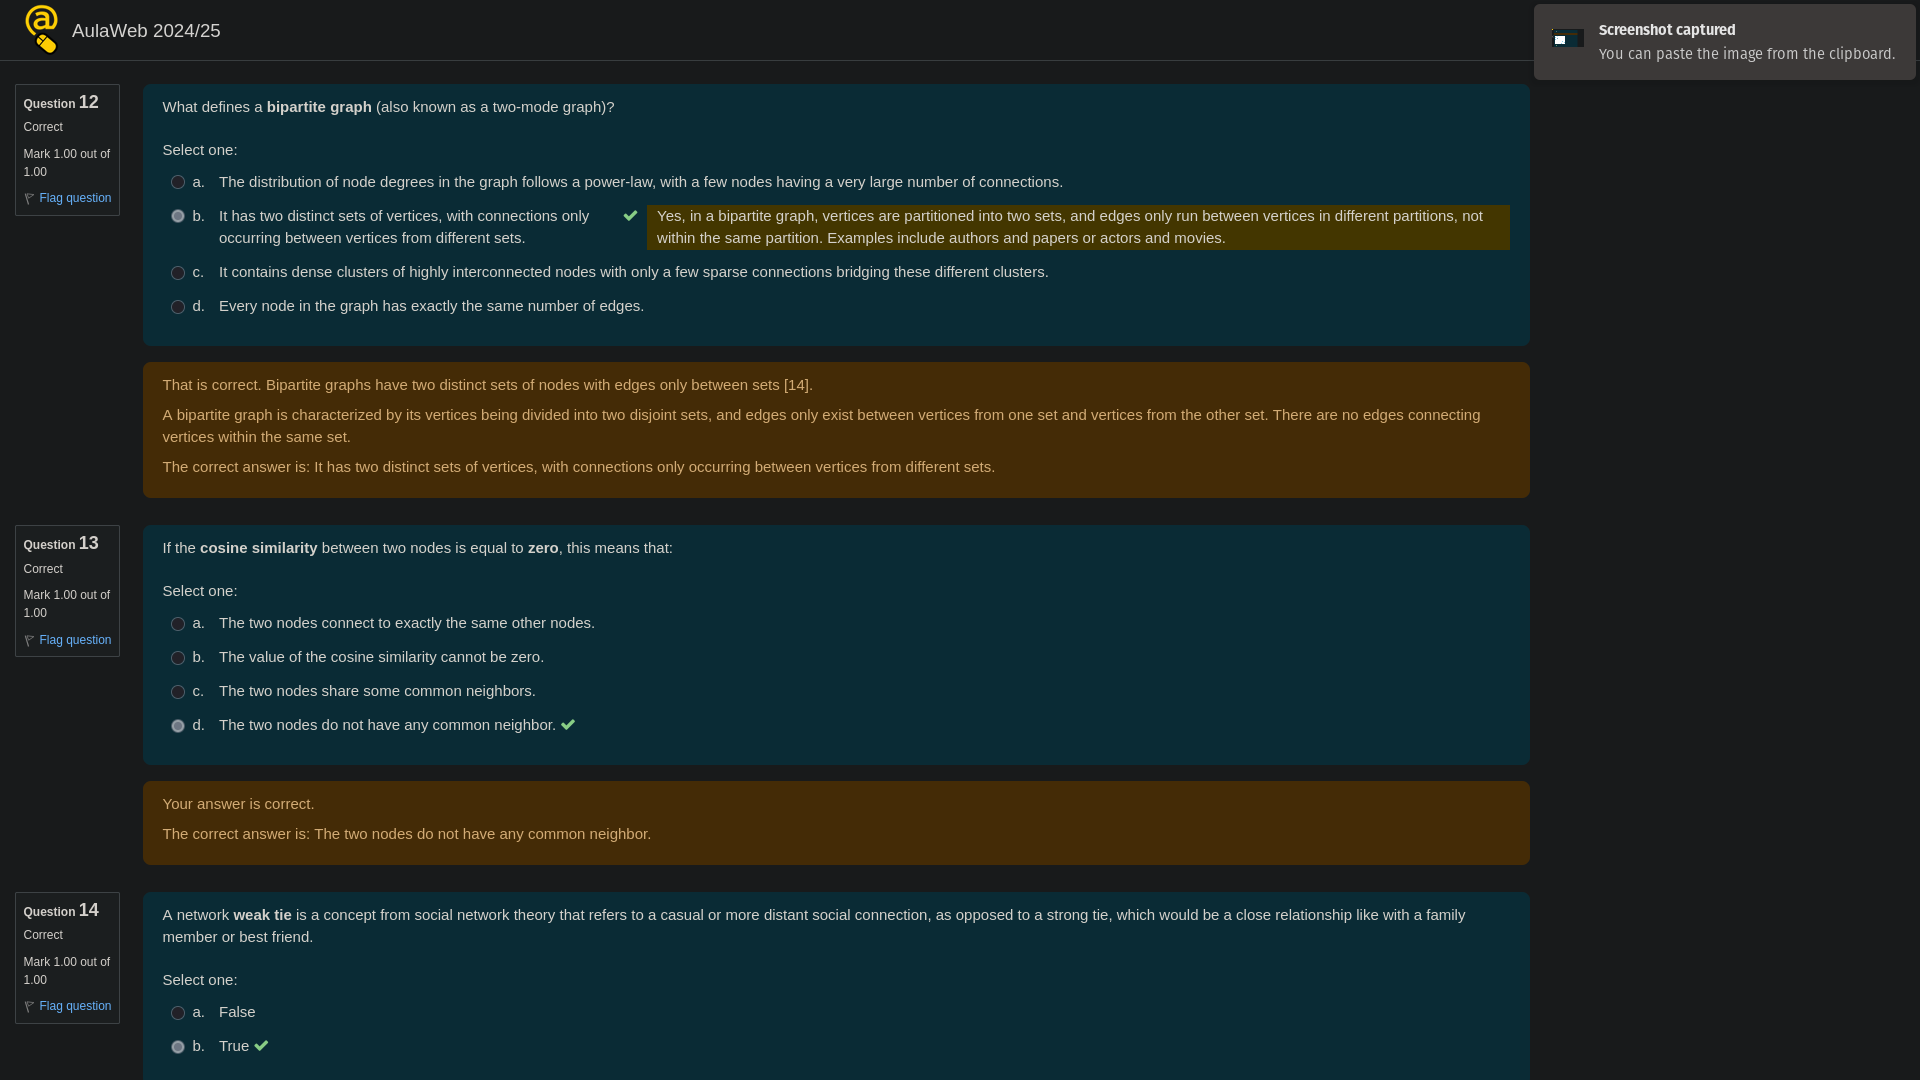 AulaWeb 2024/25
Screenshot captured
You can paste the image from the clipboard.
Question 12
Correct
Mark 1.00 out of
1.00
Flag question
What defines a bipartite graph (also known as a two-mode graph)?
Select one:
a. The distribution of node degrees in the graph follows a power-law, with a few nodes having a very large number of connections.
b. It has two distinct sets of vertices, with connections only
occurring between vertices from different sets.
Yes, in a bipartite graph, vertices are partitioned into two sets, and edges only run between vertices in different partitions, not
within the same partition. Examples include authors and papers or actors and movies.
c. It contains dense clusters of highly interconnected nodes with only a few sparse connections bridging these different clusters.
d. Every node in the graph has exactly the same number of edges.
That is correct. Bipartite graphs have two distinct sets of nodes with edges only between sets [14].
A bipartite graph is characterized by its vertices being divided into two disjoint sets, and edges only exist between vertices from one set and vertices from the other set. There are no edges connecting
vertices within the same set.
The correct answer is: It has two distinct sets of vertices, with connections only occurring between vertices from different sets.
Question 13
Correct
Mark 1.00 out of
1.00
Flag question
If the cosine similarity between two nodes is equal to zero, this means that:
Select one:
a. The two nodes connect to exactly the same other nodes.
b. The value of the cosine similarity cannot be zero.
c. The two nodes share some common neighbors.
d. The two nodes do not have any common neighbor.
Your answer is correct.
The correct answer is: The two nodes do not have any common neighbor.
Question 14
Correct
Mark 1.00 out of
1.00
Flag question
A network weak tie is a concept from social network theory that refers to a casual or more distant social connection, as opposed to a strong tie, which would be a close relationship like with a family
member or best friend.
Select one:
a. False
b. True